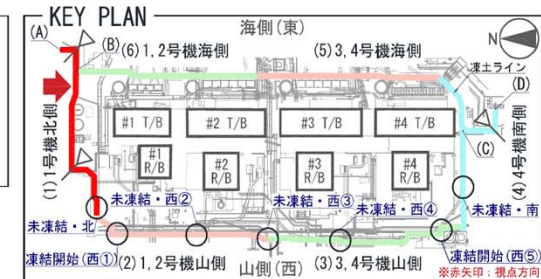 KEY PLAN
海側(東)
N
(A)
(B)
(6)1,2号機海側
(5)3,4号機海側
凍土ライン
(D)
(1)1号機北側
#1 T/B
#2 T/B
#3 T/B
#4 T/B
(C)
(4)4号機南側
#1
R/B
#2
R/B
#3
R/B
#4
R/B
未凍結・北
未凍結・西②
未凍結・西③
未凍結・西④
未凍結・南
凍結開始(西①)
(2)1,2号機山側
山側(西)
(3)3,4号機山側
凍結開始(西⑤)
※赤矢印:視点方向